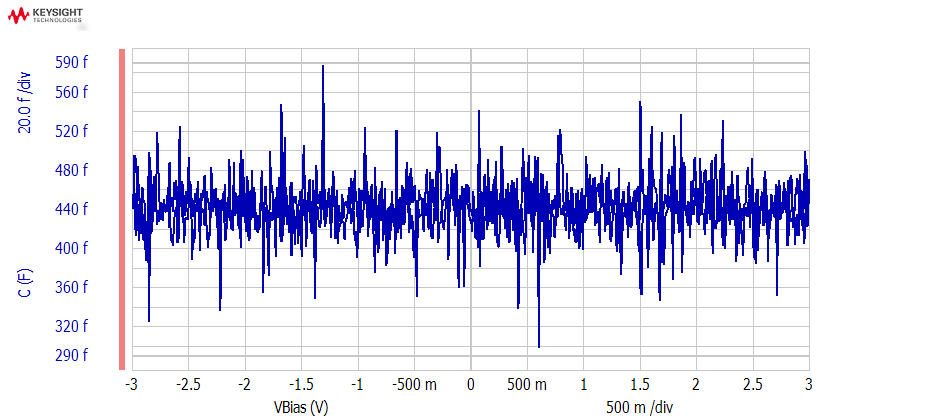 KEYSIGHT
TECHNOLOGIES
20.0 f /div
C (F)
590 f
560 f
520 f
480 f
440 f
400 f
360 f
320 f
290 f
-3 -2.5 -2 -1.5 -1 -500 m 0 500 m 1 1.5 2 2.5 3
VBias (V) 500 m /div